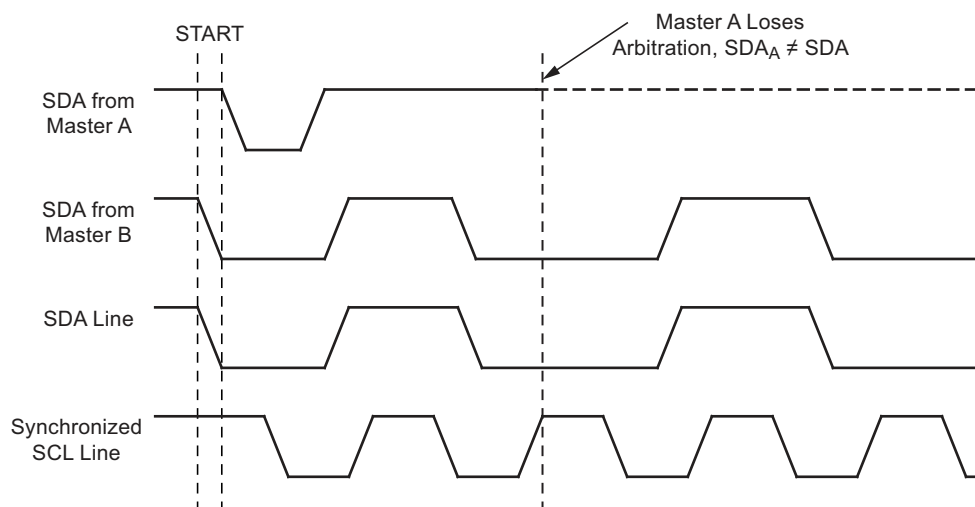 START
Master A Loses
Arbitration, SDAA ≠ SDA
SDA from
Master A
SDA from
Master B
SDA Line
Synchronized
SCL Line